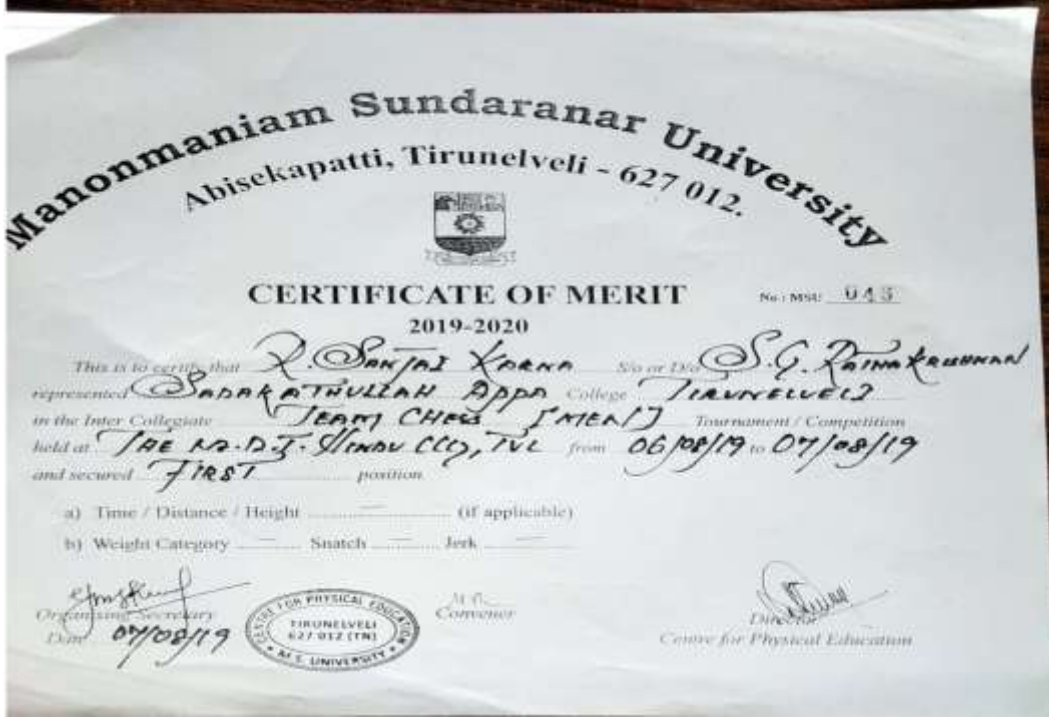 Manonmaniam Sundaranar University
Abisekapatti, Tirunelveli - 627 012.
CERTIFICATE OF MERIT
No : MSU 043
2019-2020
This is to certify that R. SANJAI KARNA S/o or D/o S.G. RATHNAKRISHNAN
represented SADAKATHULLAH APPA College TIRUNELVELI
in the Inter Collegiate TEAM CHESS [MEN] Tournament / Competition
held at THE M.D.T. HINDU CLG, TVL from 06/08/19 to 07/08/19
and secured FIRST position
a) Time / Distance / Height — (if applicable)
b) Weight Category — Snatch — Jerk —
Organising Secretary
Convener
Director
Date 07/08/19
Centre for Physical Education
CENTRE FOR PHYSICAL EDUCATION
TIRUNELVELI
627 012 (TN)
M.S. UNIVERSITY